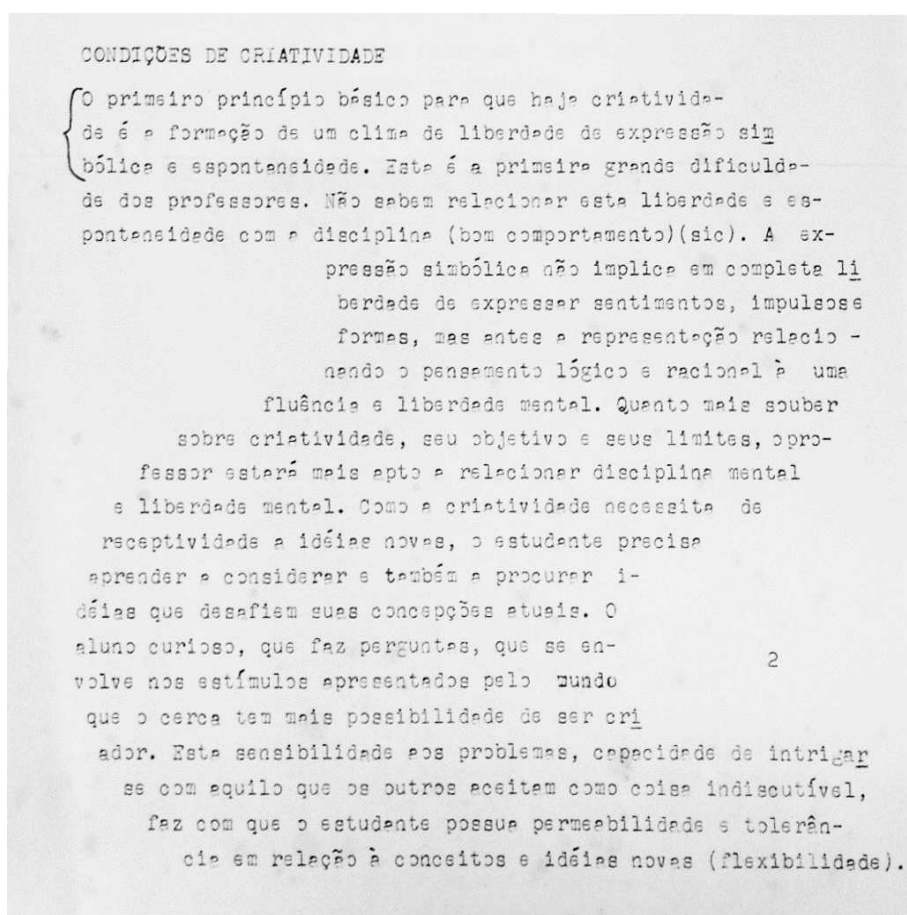 CONDIÇÕES DE CRIATIVIDADE
O primeiro princípio básico para que haja criativida-
de é a formação de um clima de liberdade de expressão sim
bólica e espontaneidade. Esta é a primeira grande dificulda-
de dos professores. Não sabem relacionar esta liberdade e es-
pontaneidade com a disciplina (bom comportamento)(sic). A ex-
pressão simbólica não implica em completa li
berdade de expressar sentimentos, impulsose
formas, mas antes a representação relacio -
nando o pensamento lógico e racional à uma
fluência e liberdade mental. Quanto mais souber
sobre criatividade, seu objetivo e seus limites, opro-
fessor estará mais apto a relacionar disciplina mental
e liberdade mental. Como a criatividade necessita de
receptividade a idéias novas, o estudante precisa
aprender a considerar e também a procurar i-
déias que desafiem suas concepções atuais. O
aluno curioso, que faz perguntas, que se en-
volve nos estímulos apresentados pelo mundo
2
que o cerca tem mais possibilidade de ser cri
ador. Esta sensibilidade aos problemas, capacidade de intrigar
se com aquilo que os outros aceitam como coisa indiscutível,
faz com que o estudante possua permeabilidade e tolerân-
cia em relação à conceitos e idéias novas (flexibilidade).